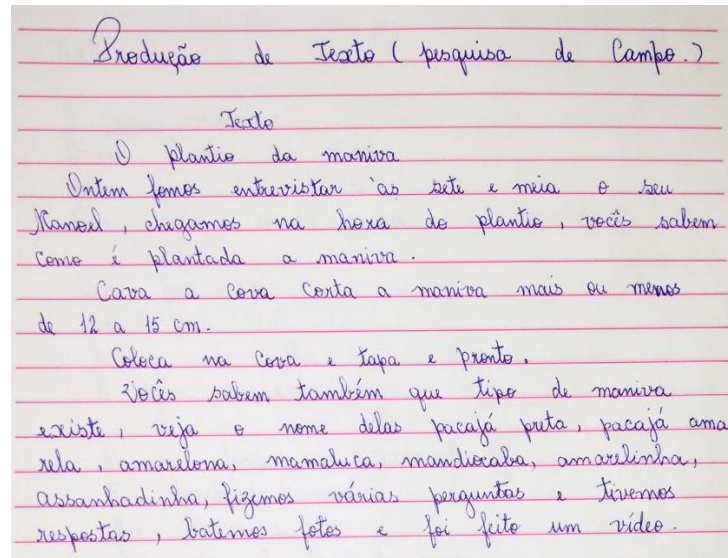 Produção de Texto ( pesquisa de Campo.)
Texto
O plantio da maniva
Ontem fomos entrevistar às sete e meia o seu
Manoel, chegamos na hora do plantio, vocês sabem
como é plantada a maniva.
Cava a cova corta a maniva mais ou menos
de 12 a 15 cm.
Coloca na cova e tapa e pronto.
Vocês sabem também que tipo de maniva
existe, veja o nome delas pacajá preta, pacajá ama
rela, amarelona, mamaluca, mandiocaba, amarelinha,
assanhadinha, fizemos várias perguntas e tivemos
respostas, batemos fotos e foi feito um vídeo.